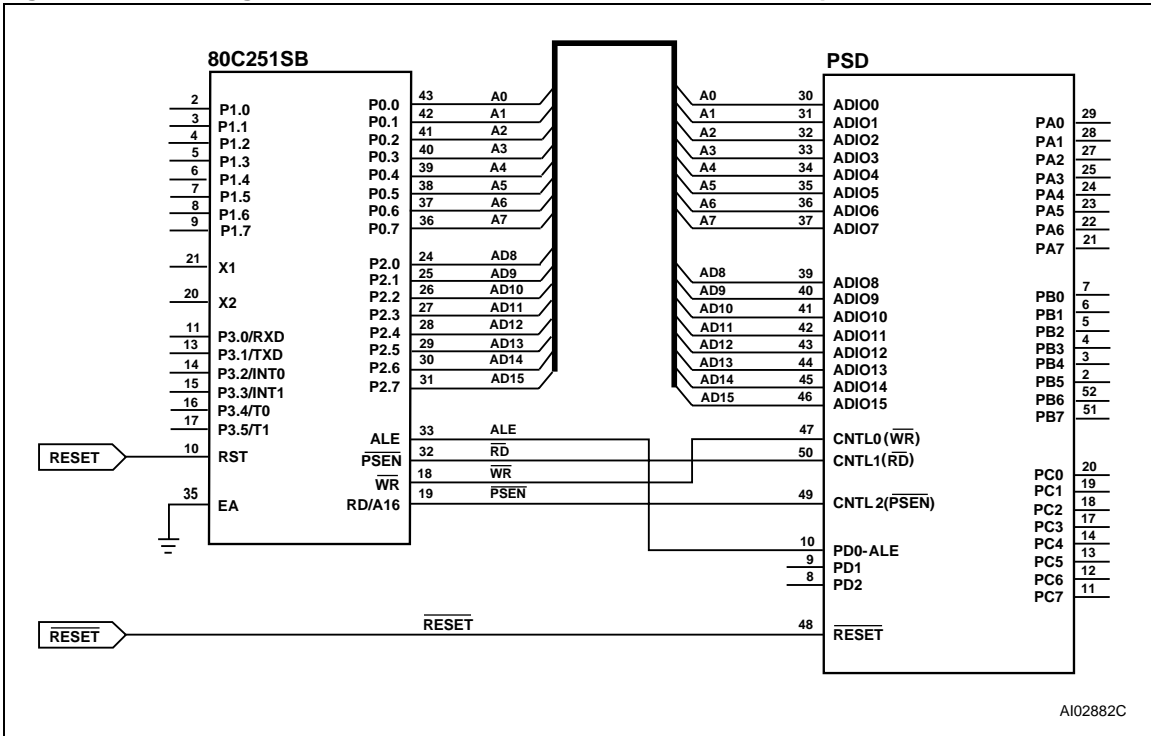 80C251SB
2 P1.0
3 P1.1
4 P1.2
5 P1.3
6 P1.4
7 P1.5
8 P1.6
9 P1.7
21 X1
20 X2
11 P3.0/RXD
13 P3.1/TXD
14 P3.2/INT0
15 P3.3/INT1
16 P3.4/T0
17 P3.5/T1
RESET 10 RST
35 EA
P0.0 43 A0
P0.1 42 A1
P0.2 41 A2
P0.3 40 A3
P0.4 39 A4
P0.5 38 A5
P0.6 37 A6
P0.7 36 A7
P2.0 24 AD8
P2.1 25 AD9
P2.2 26 AD10
P2.3 27 AD11
P2.4 28 AD12
P2.5 29 AD13
P2.6 30 AD14
P2.7 31 AD15
ALE 33 ALE
PSEN 32 RD
WR 18 WR
RD/A16 19 PSEN
PSD
A0 30 ADIO0
A1 31 ADIO1
A2 32 ADIO2
A3 33 ADIO3
A4 34 ADIO4
A5 35 ADIO5
A6 36 ADIO6
A7 37 ADIO7
AD8 39 ADIO8
AD9 40 ADIO9
AD10 41 ADIO10
AD11 42 ADIO11
AD12 43 ADIO12
AD13 44 ADIO13
AD14 45 ADIO14
AD15 46 ADIO15
47 CNTL0(WR)
50 CNTL1(RD)
49 CNTL 2(PSEN)
10 PD0-ALE
9 PD1
8 PD2
RESET RESET 48 RESET
PA0 29
PA1 28
PA2 27
PA3 25
PA4 24
PA5 23
PA6 22
PA7 21
PB0 7
PB1 6
PB2 5
PB3 4
PB4 3
PB5 2
PB6 52
PB7 51
PC0 20
PC1 19
PC2 18
PC3 17
PC4 14
PC5 13
PC6 12
PC7 11
AI02882C